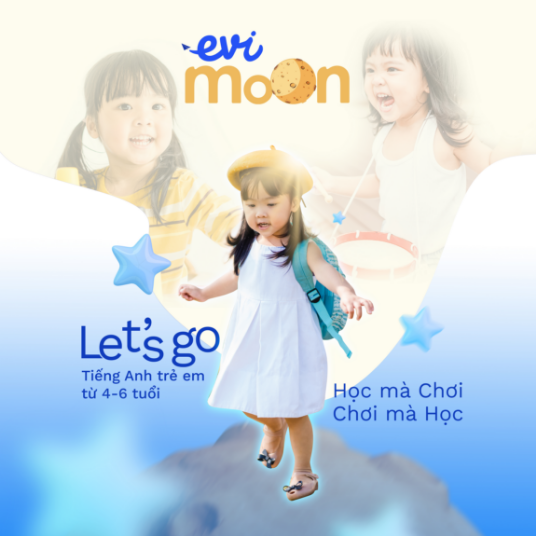 evi
moon
Let's go
Tiếng Anh trẻ em
từ 4-6 tuổi
Học mà Chơi
Chơi mà Học